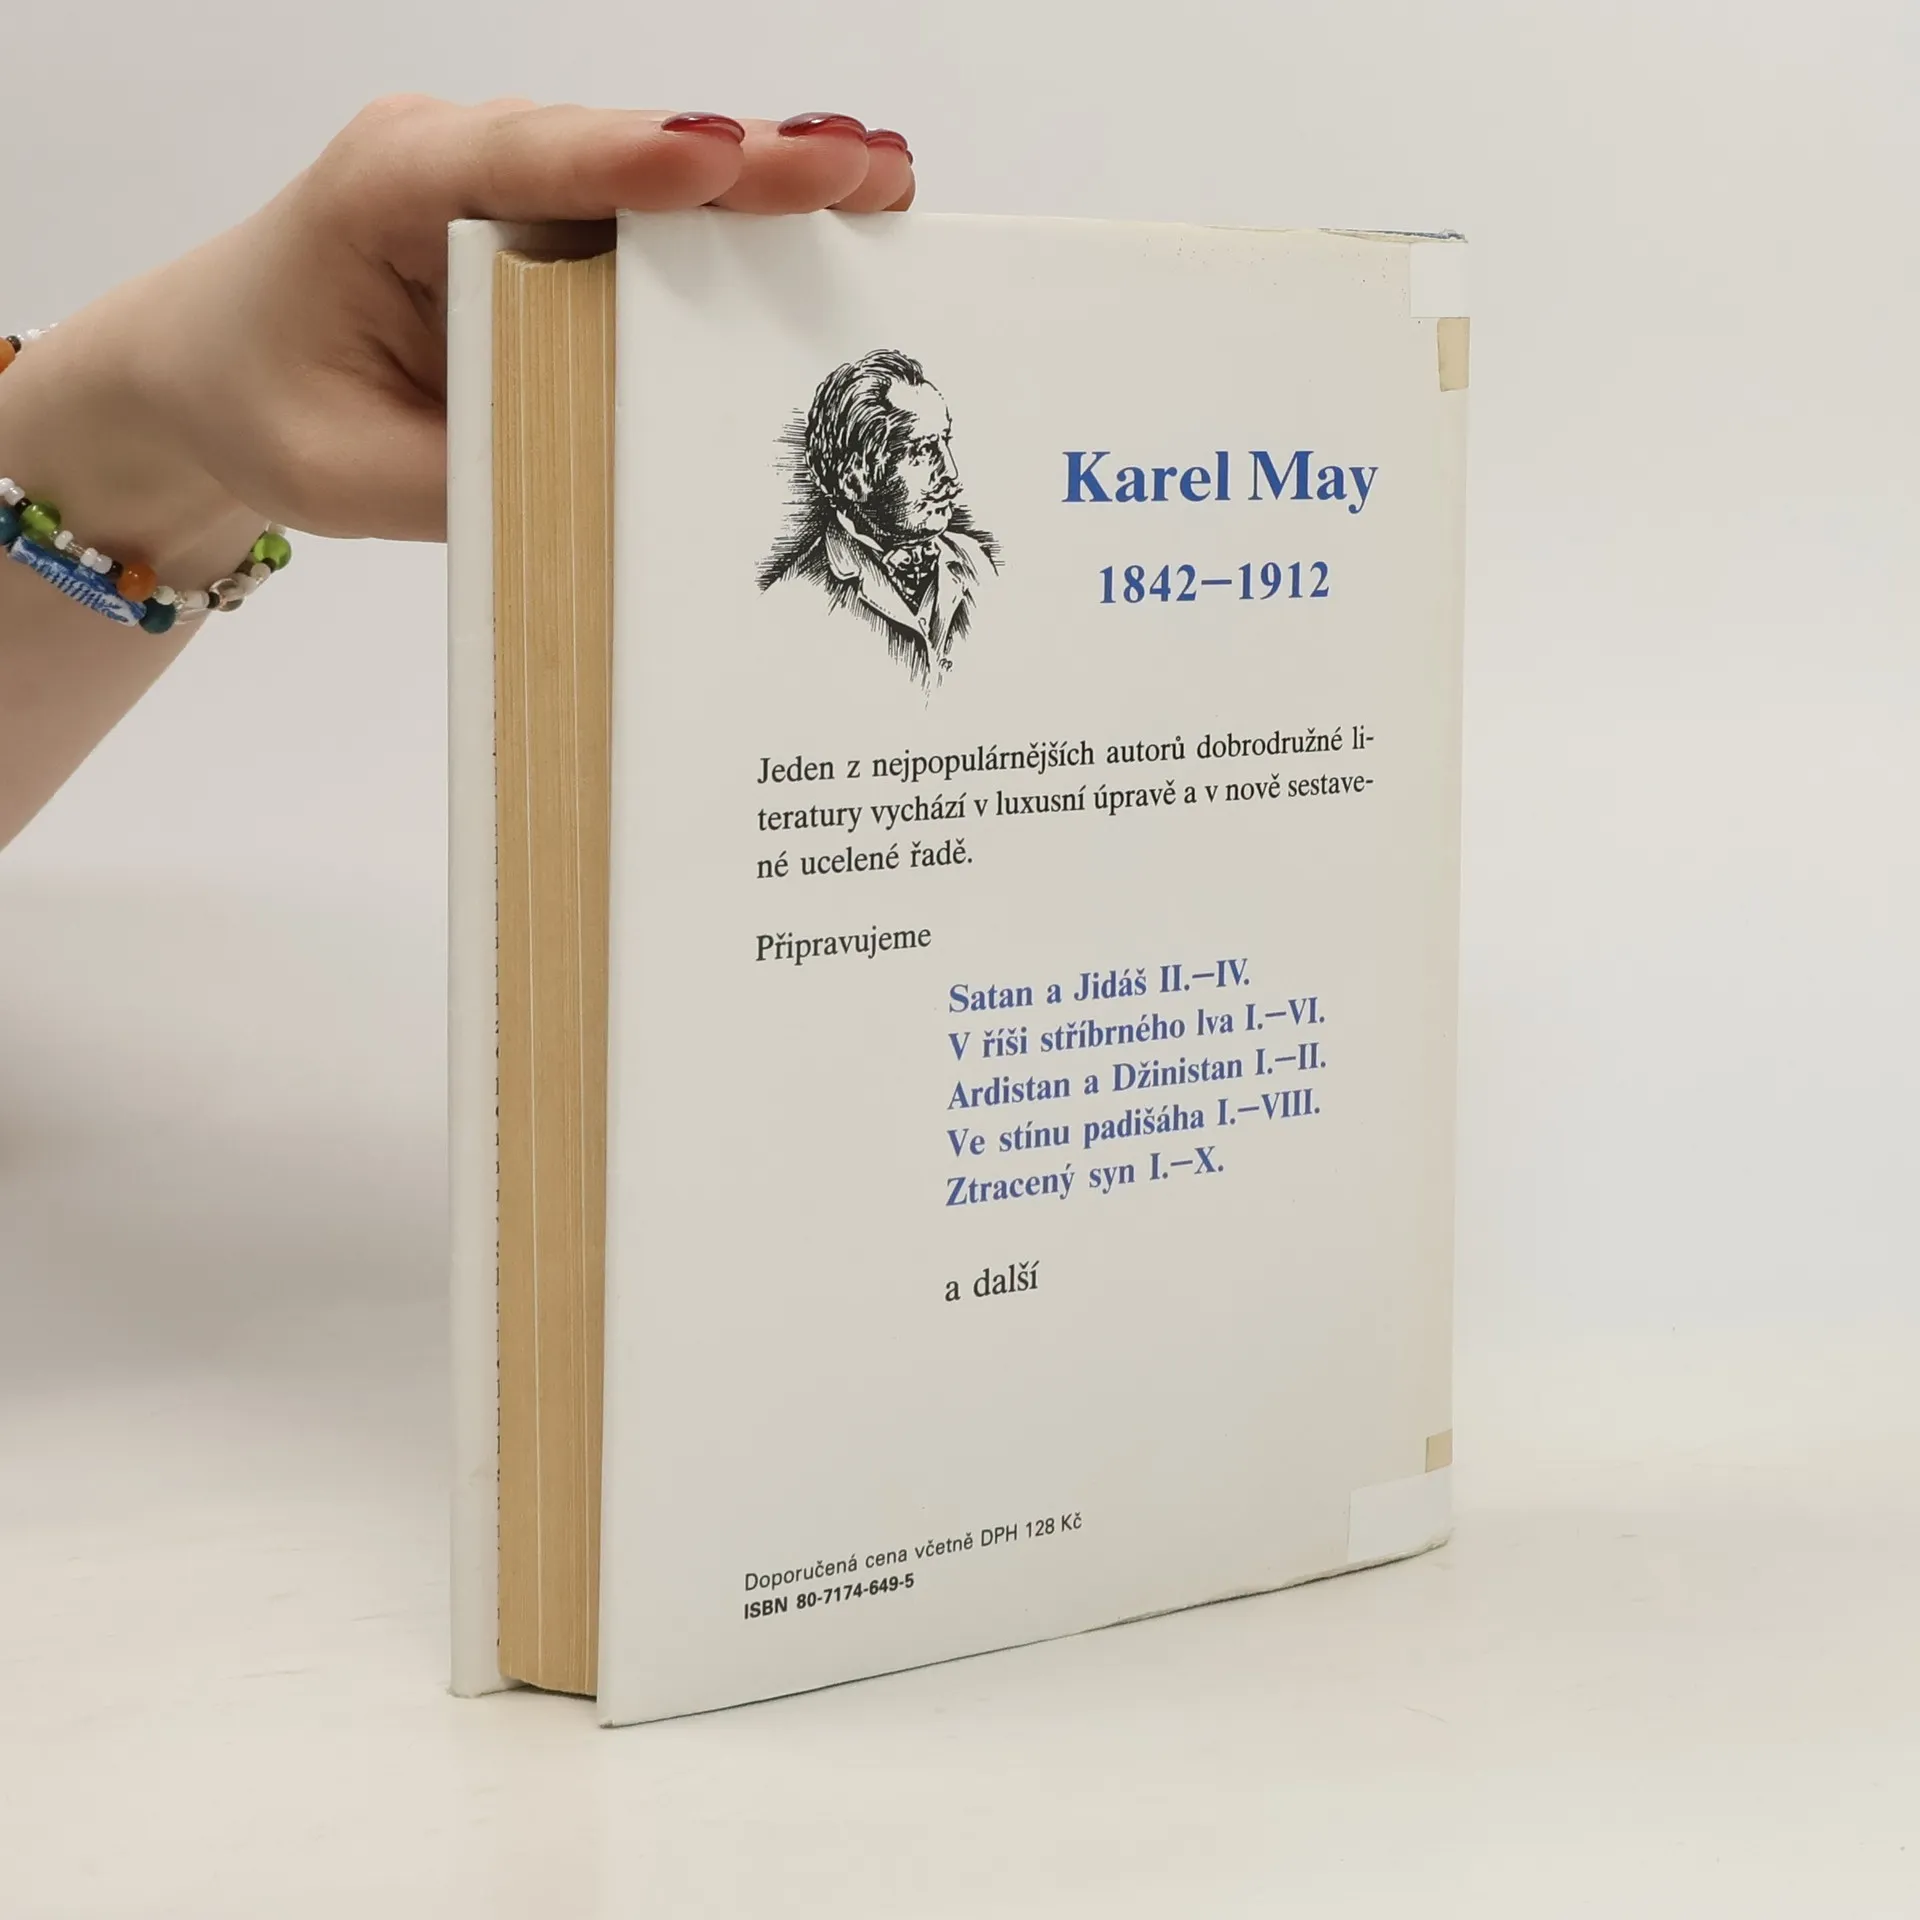 Karel May
1842–1912
Jeden z nejpopulárnějších autorů dobrodružné li-
teratury vychází v luxusní úpravě a v nově sestave-
né ucelené řadě.
Připravujeme
Satan a Jidáš II.–IV.
V říši stříbrného lva I.–VI.
Ardistan a Džinistan I.–II.
Ve stínu padišáha I.–VIII.
Ztracený syn I.–X.
a další
Doporučená cena včetně DPH 128 Kč
ISBN 80-7174-649-5